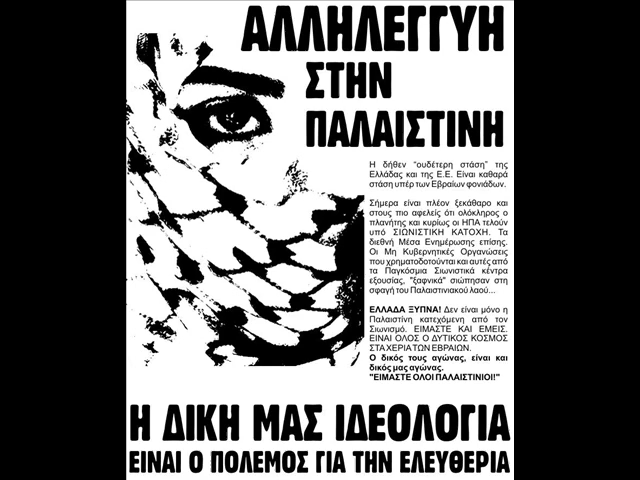 ΑΛΛΗΛΕΓΓΥΗ
ΣΤΗΝ
ΠΑΛΑΙΣΤΙΝΗ
Η δήθεν "ουδέτερη στάση" της
Ελλάδας και της Ε.Ε. Είναι καθαρά
στάση υπέρ των Εβραίων φονιάδων.
Σήμερα είναι πλέον ξεκάθαρο και
στους πιο αφελείς ότι ολόκληρος ο
πλανήτης και κυρίως οι ΗΠΑ τελούν
υπό ΣΙΩΝΙΣΤΙΚΗ ΚΑΤΟΧΗ. Τα
διεθνή Μέσα Ενημέρωσης επίσης.
Οι Μη Κυβερνητικές Οργανώσεις
που χρηματοδοτούνται και αυτές από
τα Παγκόσμια Σιωνιστικά κέντρα
εξουσίας, "ξαφνικά" σιώπησαν στη
σφαγή του Παλαιστινιακού λαού...
ΕΛΛΑΔΑ ΞΥΠΝΑ! Δεν είναι μόνο η
Παλαιστίνη κατεχόμενη από τον
Σιωνισμό. ΕΙΜΑΣΤΕ ΚΑΙ ΕΜΕΙΣ.
ΕΙΝΑΙ ΟΛΟΣ Ο ΔΥΤΙΚΟΣ ΚΟΣΜΟΣ
ΣΤΑ ΧΕΡΙΑ ΤΩΝ ΕΒΡΑΙΩΝ.
Ο δικός τους αγώνας, είναι και
δικός μας αγώνας.
"ΕΙΜΑΣΤΕ ΟΛΟΙ ΠΑΛΑΙΣΤΙΝΙΟΙ!"
Η ΔΙΚΗ ΜΑΣ ΙΔΕΟΛΟΓΙΑ
ΕΙΝΑΙ Ο ΠΟΛΕΜΟΣ ΓΙΑ ΤΗΝ ΕΛΕΥΘΕΡΙΑ